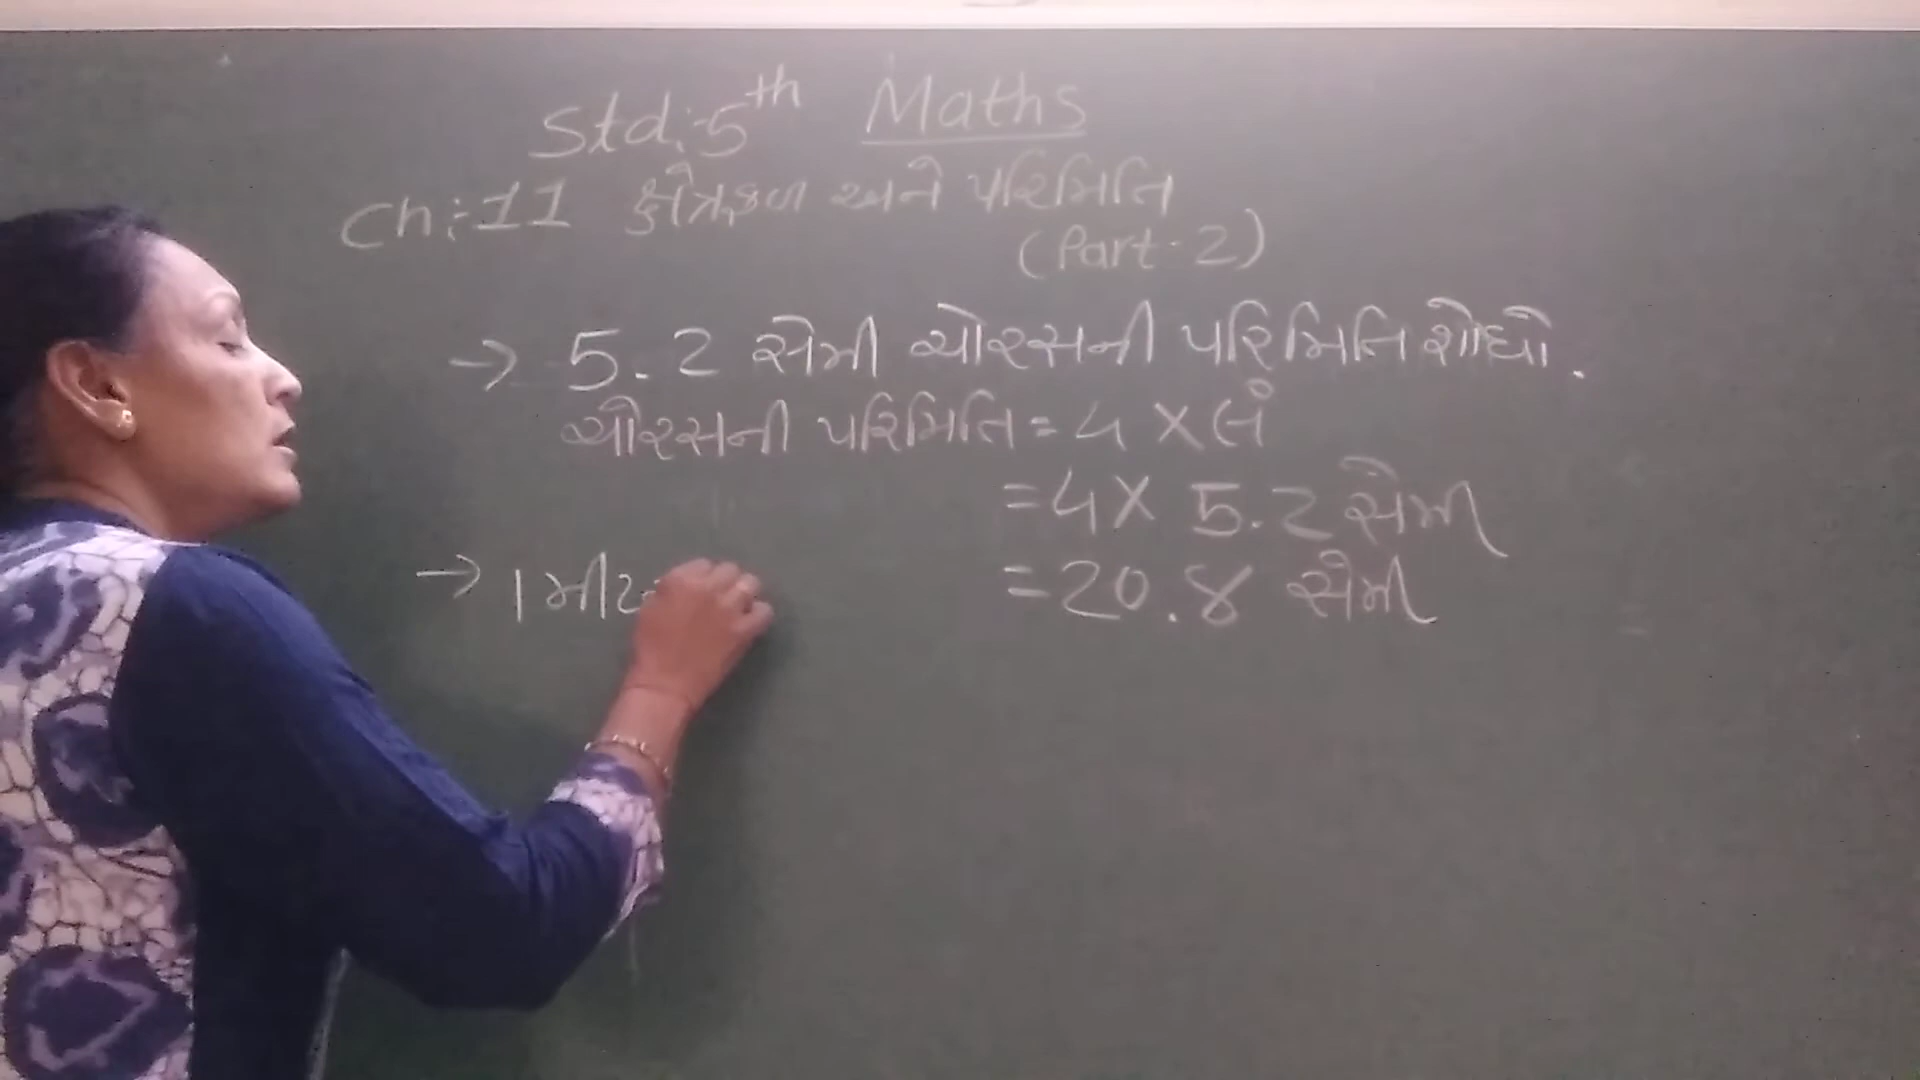 Std:-5th Maths
Ch:-11 ક્ષેત્રફળ અને પરિમિતિ
(Part-2)
→ 5.2 સેમી ચોરસની પરિમિતિ શોધો.
ચોરસની પરિમિતિ = 4 × લં
= 4 × 5.2 સેમી
= 20.8 સેમી
→ 1 મીટ